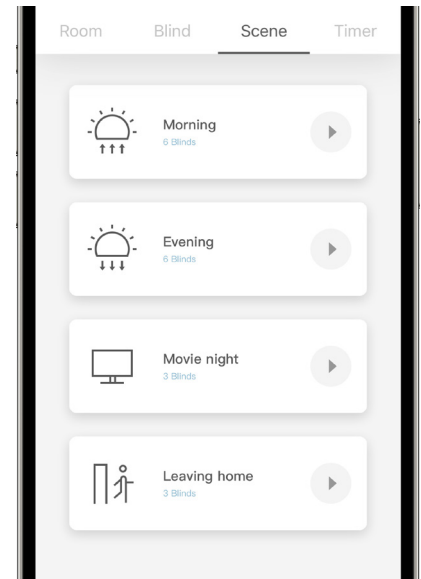 Room Blind Scene Timer
Morning
6 Blinds
Evening
6 Blinds
Movie night
3 Blinds
Leaving home
3 Blinds